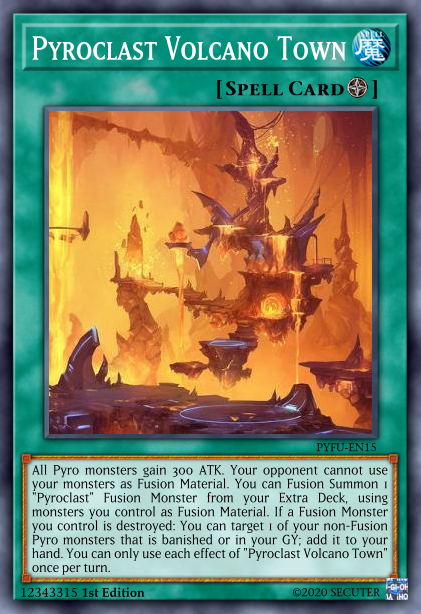 PYROCLAST VOLCANO TOWN 魔
[SPELL CARD]
PYFU-EN15
All Pyro monsters gain 300 ATK. Your opponent cannot use
your monsters as Fusion Material. You can Fusion Summon 1
"Pyroclast" Fusion Monster from your Extra Deck, using
monsters you control as Fusion Material. If a Fusion Monster
you control is destroyed: You can target 1 of your non-Fusion
Pyro monsters that is banished or in your GY; add it to your
hand. You can only use each effect of "Pyroclast Volcano Town"
once per turn.
12343315 1st Edition ©2020 SECUTER